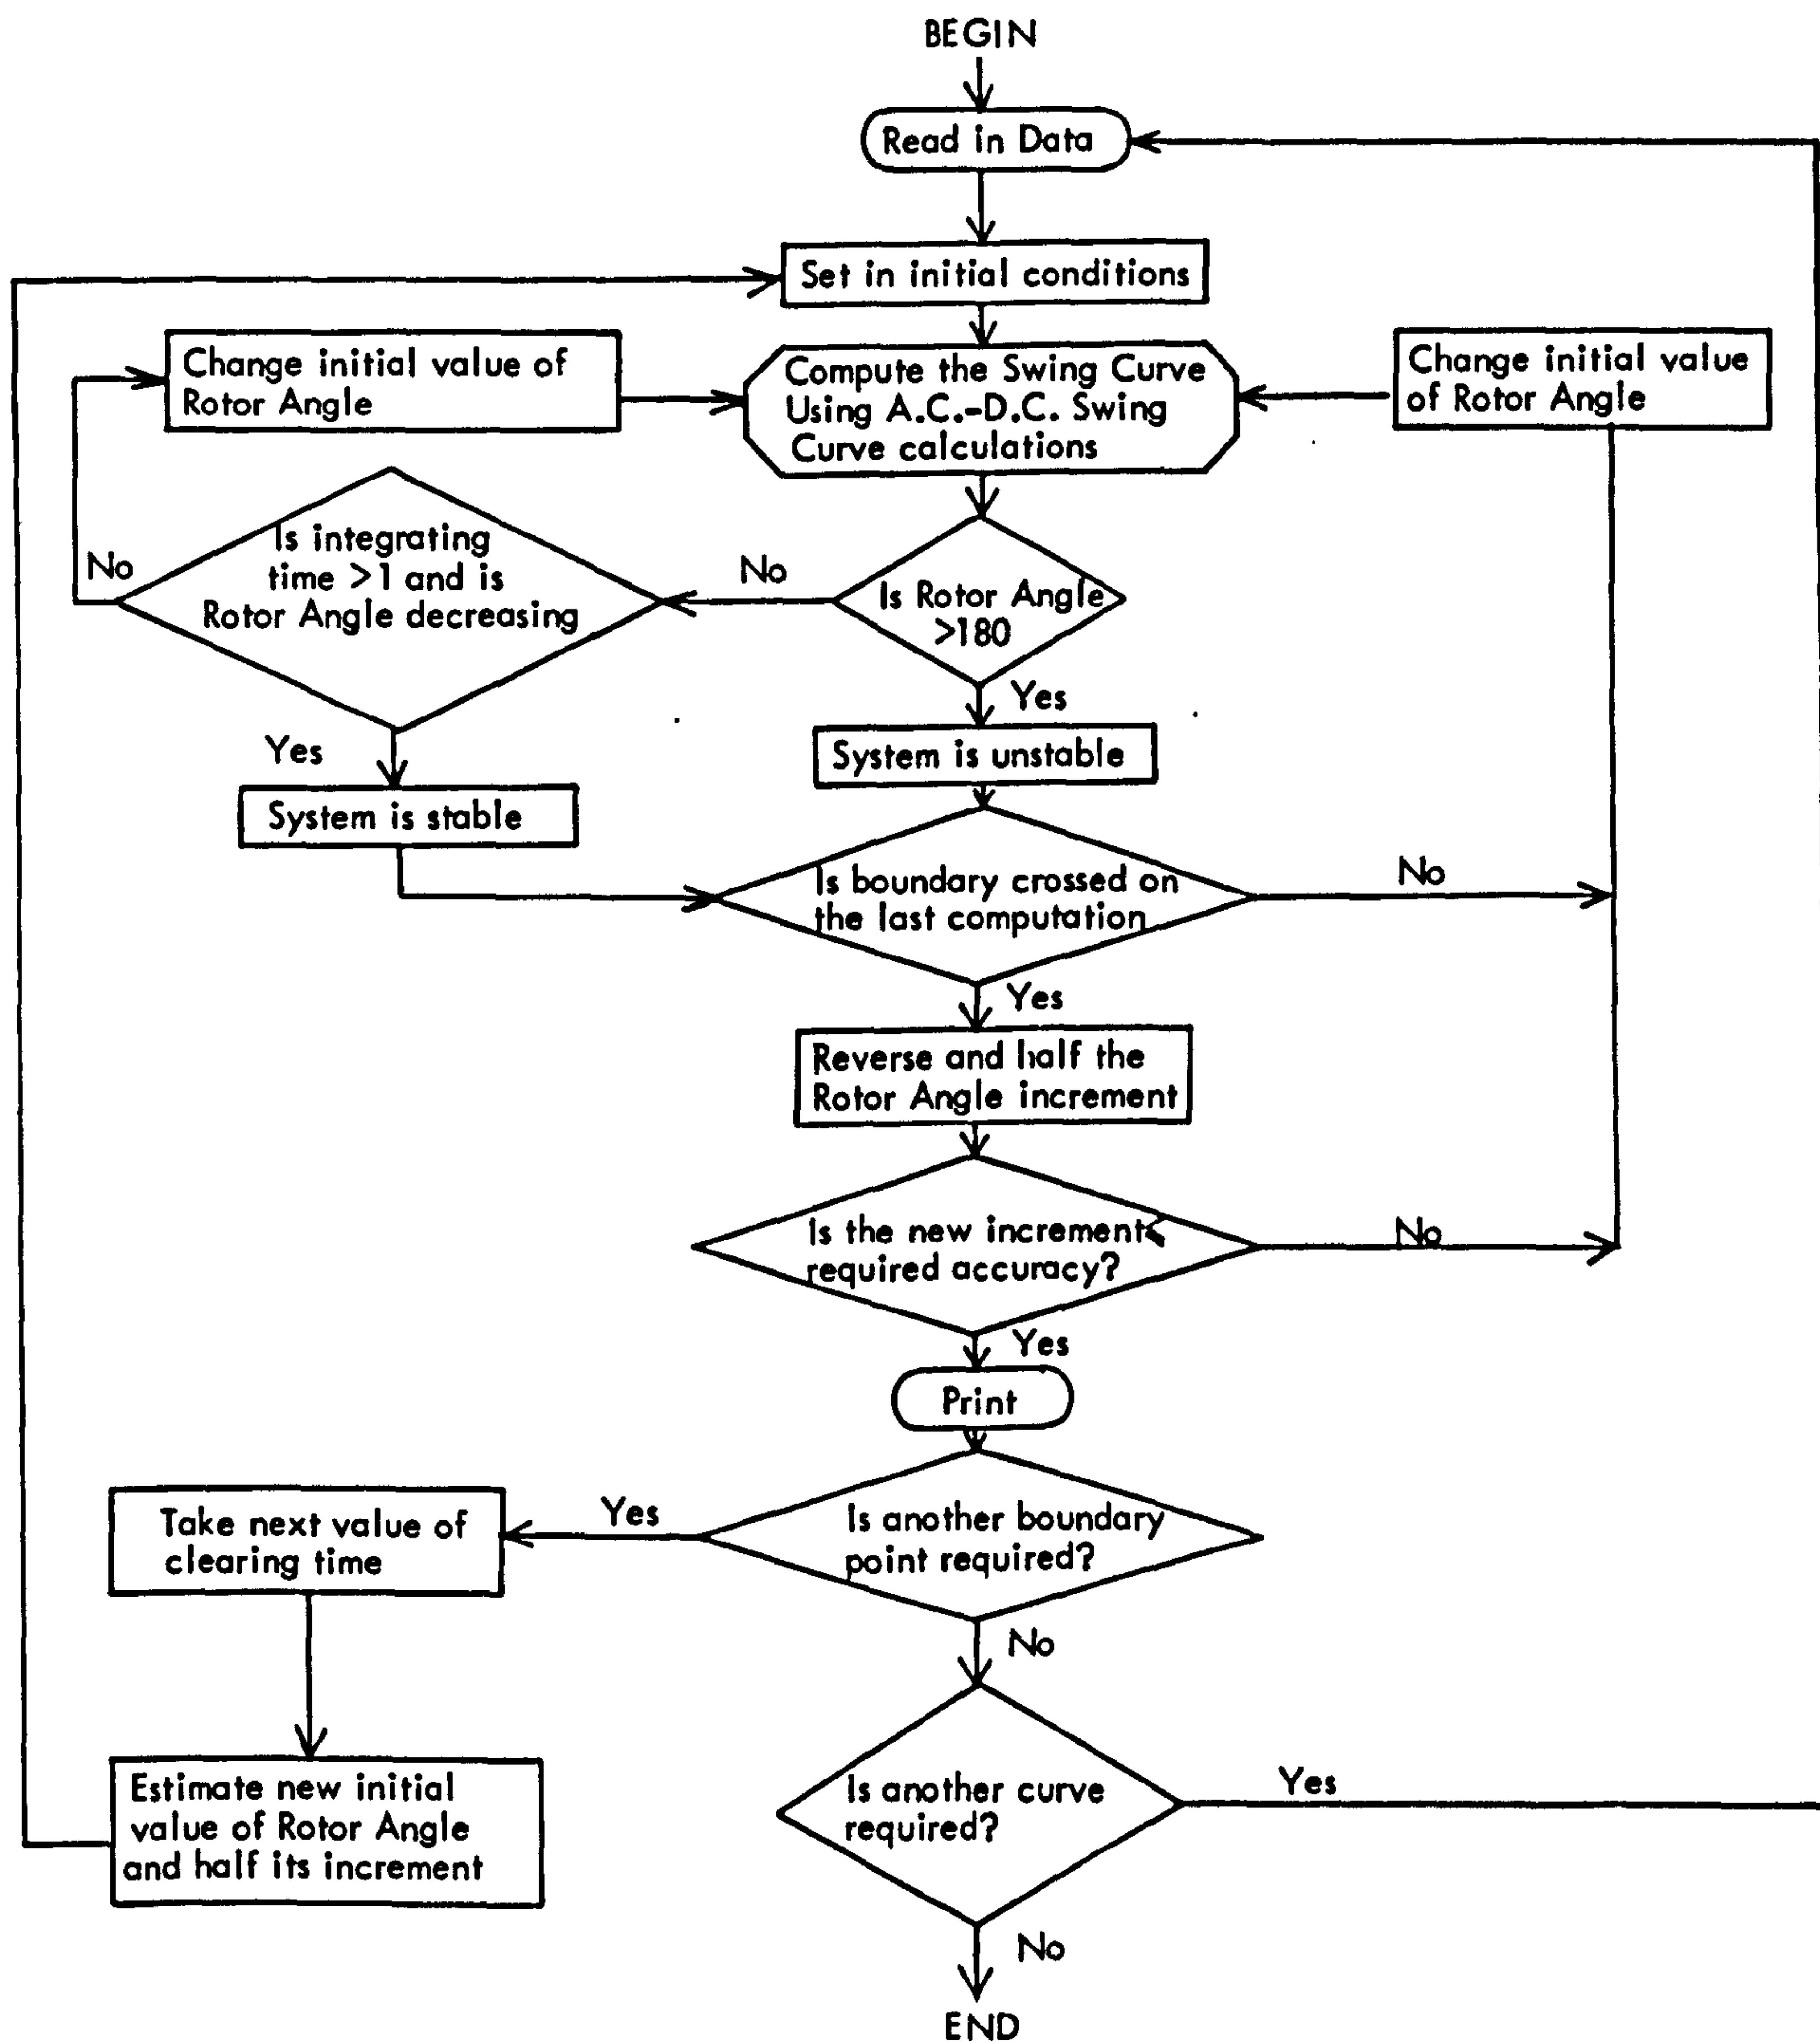 BEGIN
Read in Data
Set in initial conditions
Change initial value of
Rotor Angle
Compute the Swing Curve
Using A.C.-D.C. Swing
Curve calculations
Change initial value
of Rotor Angle
Is integrating
time >1 and is
Rotor Angle decreasing
No
No
Is Rotor Angle
>180
Yes
Yes
System is unstable
System is stable
Is boundary crossed on
the last computation
No
Yes
Reverse and half the
Rotor Angle increment
Is the new increment<
required accuracy?
No
Yes
Print
Is another boundary
point required?
Yes
Take next value of
clearing time
No
Estimate new initial
value of Rotor Angle
and half its increment
Is another curve
required?
Yes
No
END